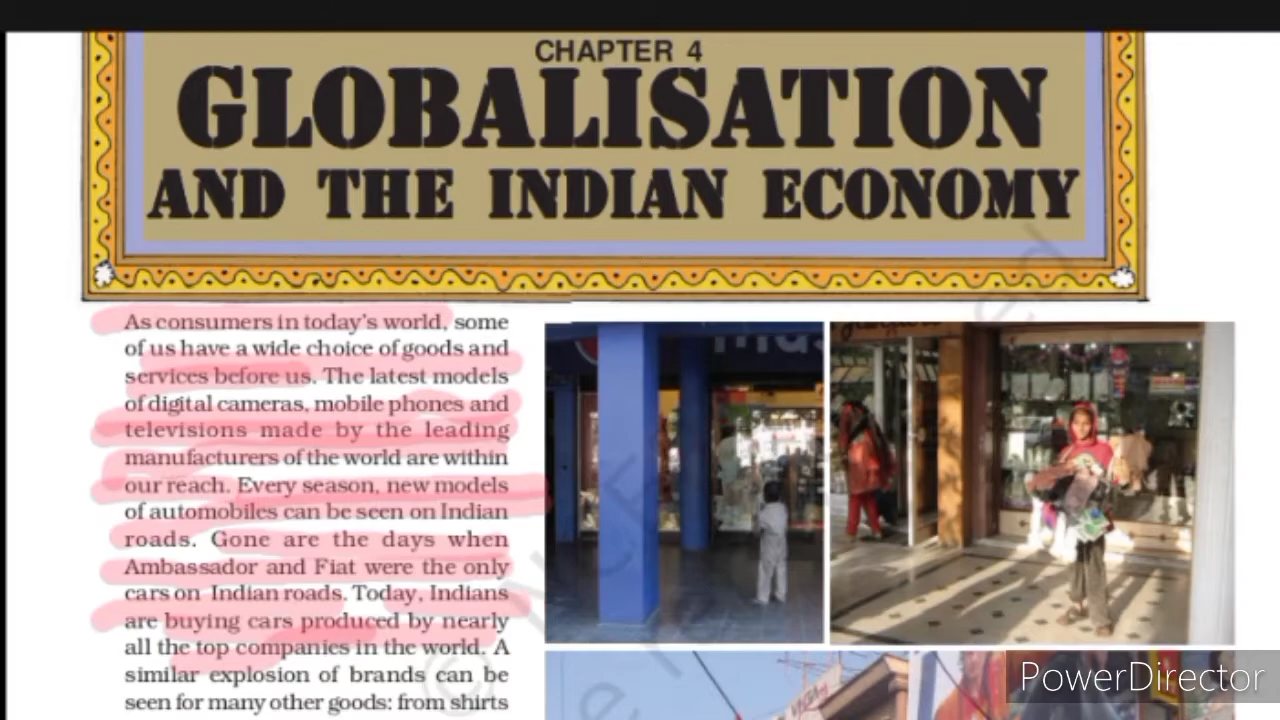 CHAPTER 4
GLOBALISATION
AND THE INDIAN ECONOMY
As consumers in today's world, some
of us have a wide choice of goods and
services before us. The latest models
of digital cameras, mobile phones and
televisions made by the leading
manufacturers of the world are within
our reach. Every season, new models
of automobiles can be seen on Indian
roads. Gone are the days when
Ambassador and Fiat were the only
cars on Indian roads. Today, Indians
are buying cars produced by nearly
all the top companies in the world. A
similar explosion of brands can be
seen for many other goods: from shirts
PowerDirector